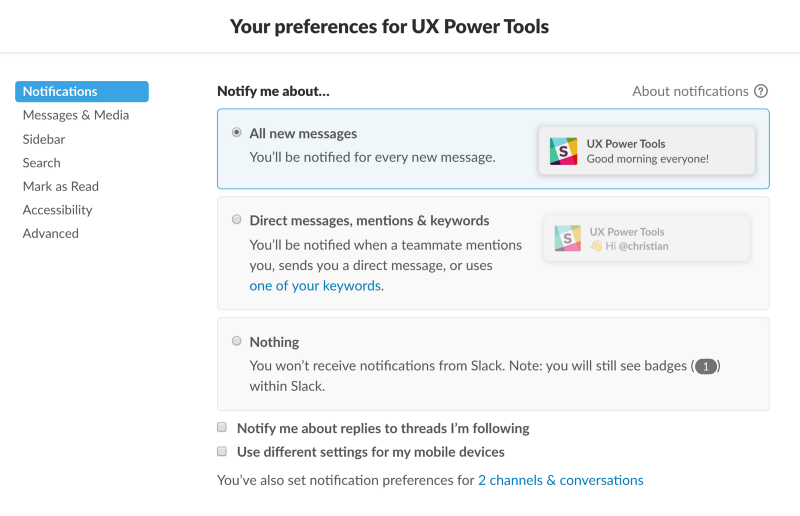 Your preferences for UX Power Tools
Notifications
Messages & Media
Sidebar
Search
Mark as Read
Accessibility
Advanced
Notify me about...
About notifications ?
All new messages
You'll be notified for every new message.
S
UX Power Tools
Good morning everyone!
Direct messages, mentions & keywords
You'll be notified when a teammate mentions
you, sends you a direct message, or uses
one of your keywords.
S
UX Power Tools
👋 Hi @christian
Nothing
You won't receive notifications from Slack. Note: you will still see badges (1)
within Slack.
Notify me about replies to threads I'm following
Use different settings for my mobile devices
You've also set notification preferences for 2 channels & conversations